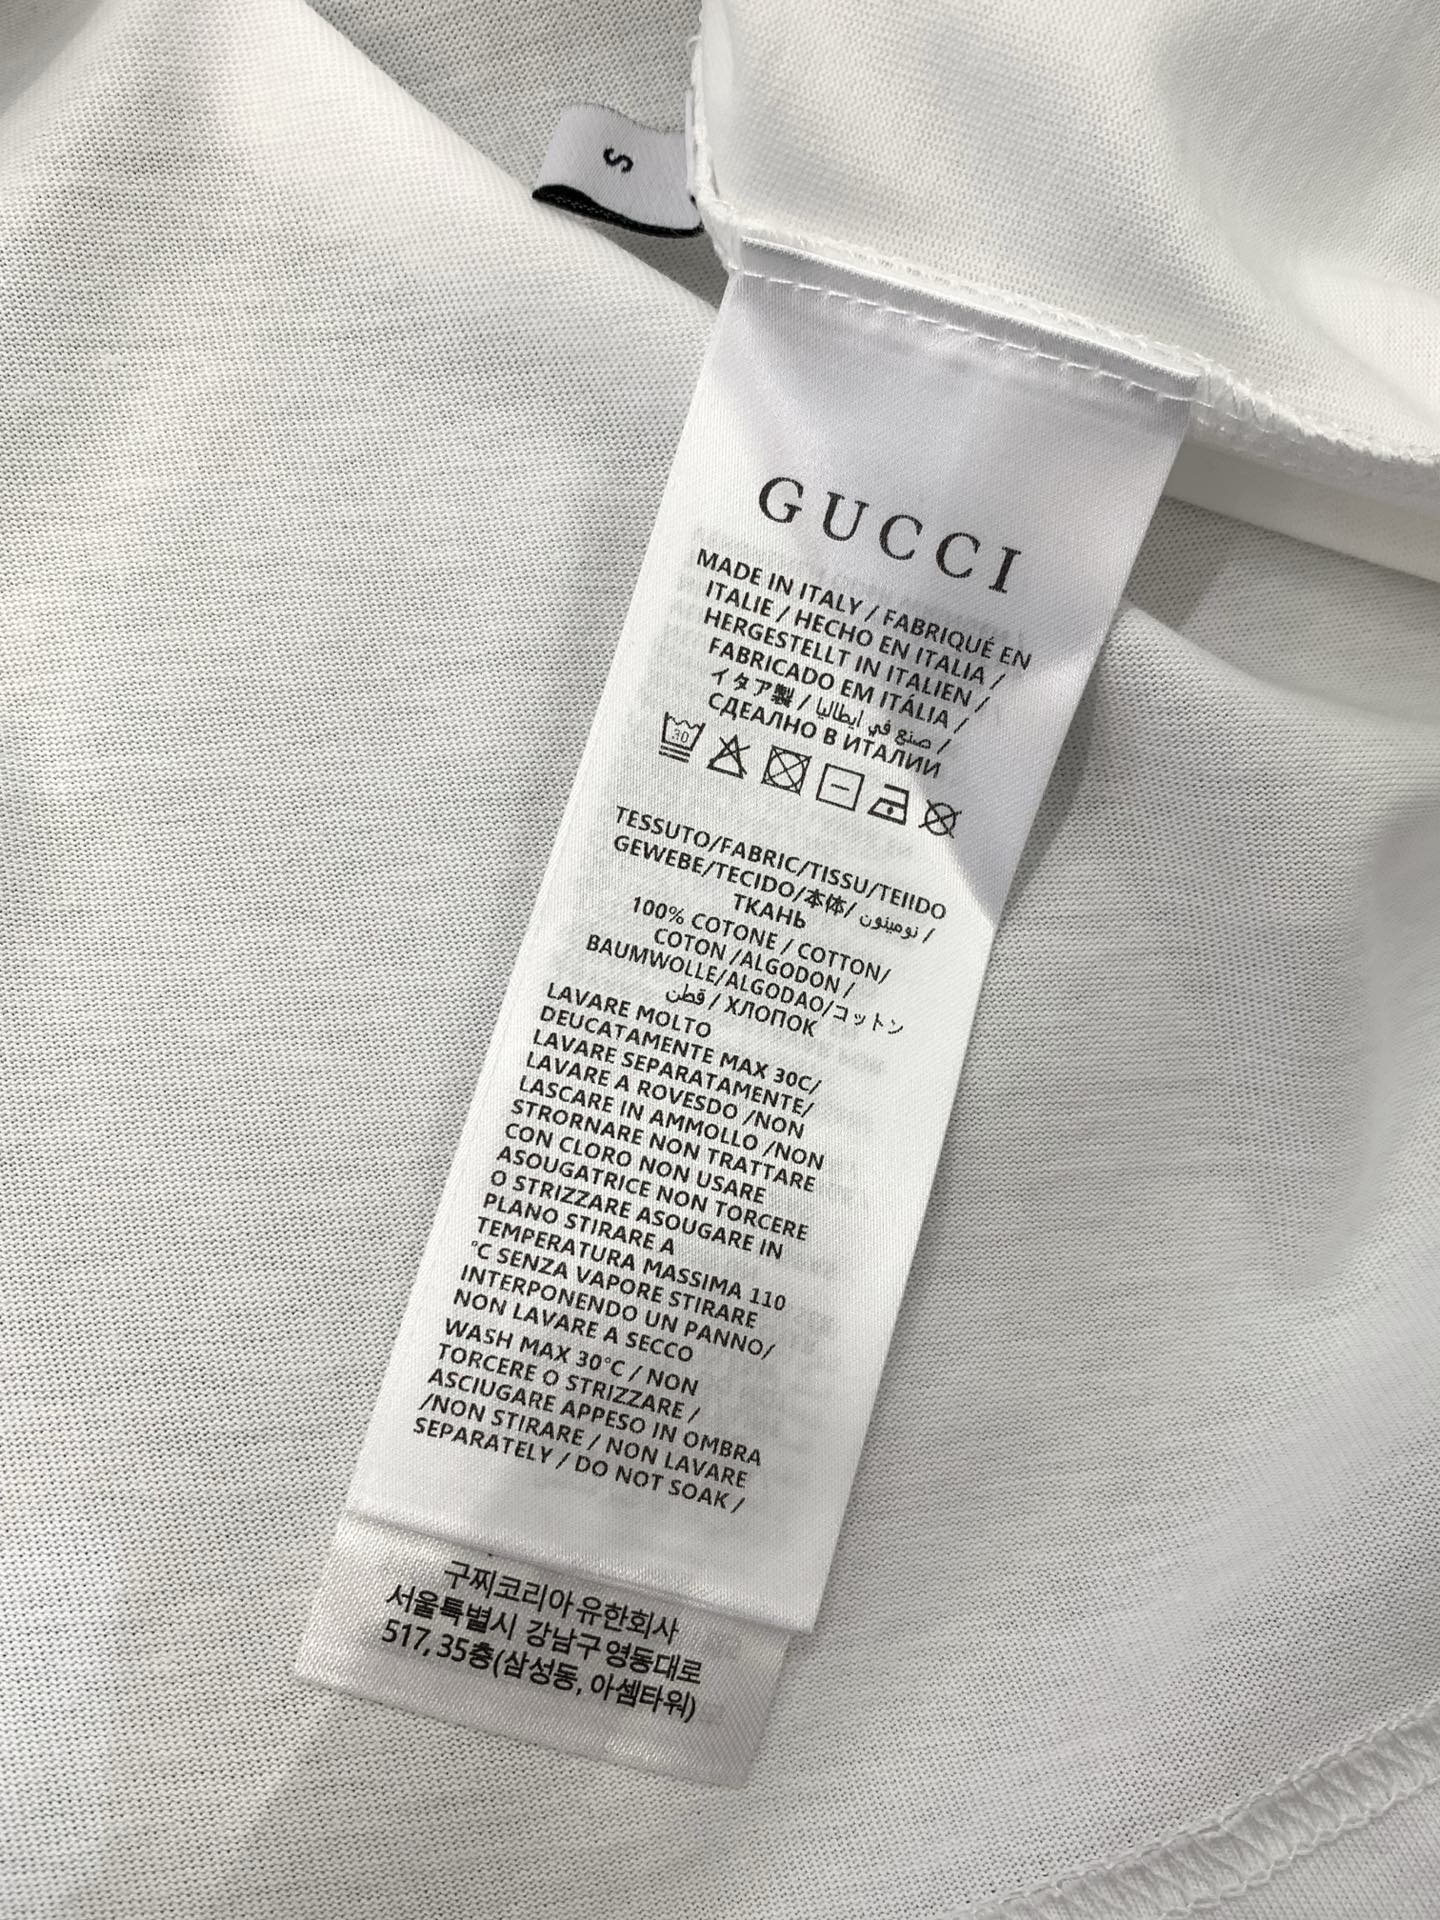 S
GUCCI
MADE IN ITALY / FABRIQUÉ EN
ITALIE / HECHO EN ITALIA /
HERGESTELLT IN ITALIEN /
FABRICADO EM ITÁLIA /
イタア製 / صنع في ايطاليا /
СДЕАЛНО В ИТАЛИИ
30
TESSUTO/FABRIC/TISSU/TEIIDO
GEWEBE/TECIDO/本体/ نومينون /
ТКАНЬ
100% COTONE / COTTON/
COTON /ALGODON /
BAUMWOLLE/ALGODAO/コットン
قطن / ХЛОПОК
LAVARE MOLTO
DEUCATAMENTE MAX 30C/
LAVARE SEPARATAMENTE/
LAVARE A ROVESDO /NON
LASCARE IN AMMOLLO /NON
STRORNARE NON TRATTARE
CON CLORO NON USARE
ASOUGATRICE NON TORCERE
O STRIZZARE ASOUGARE IN
PLANO STIRARE A
TEMPERATURA MASSIMA 110
°C SENZA VAPORE STIRARE
INTERPONENDO UN PANNO/
NON LAVARE A SECCO
WASH MAX 30°C / NON
TORCERE O STRIZZARE /
ASCIUGARE APPESO IN OMBRA
/NON STIRARE / NON LAVARE
SEPARATELY / DO NOT SOAK /
구찌코리아 유한회사
서울특별시 강남구 영동대로
517, 35층(삼성동, 아셈타워)